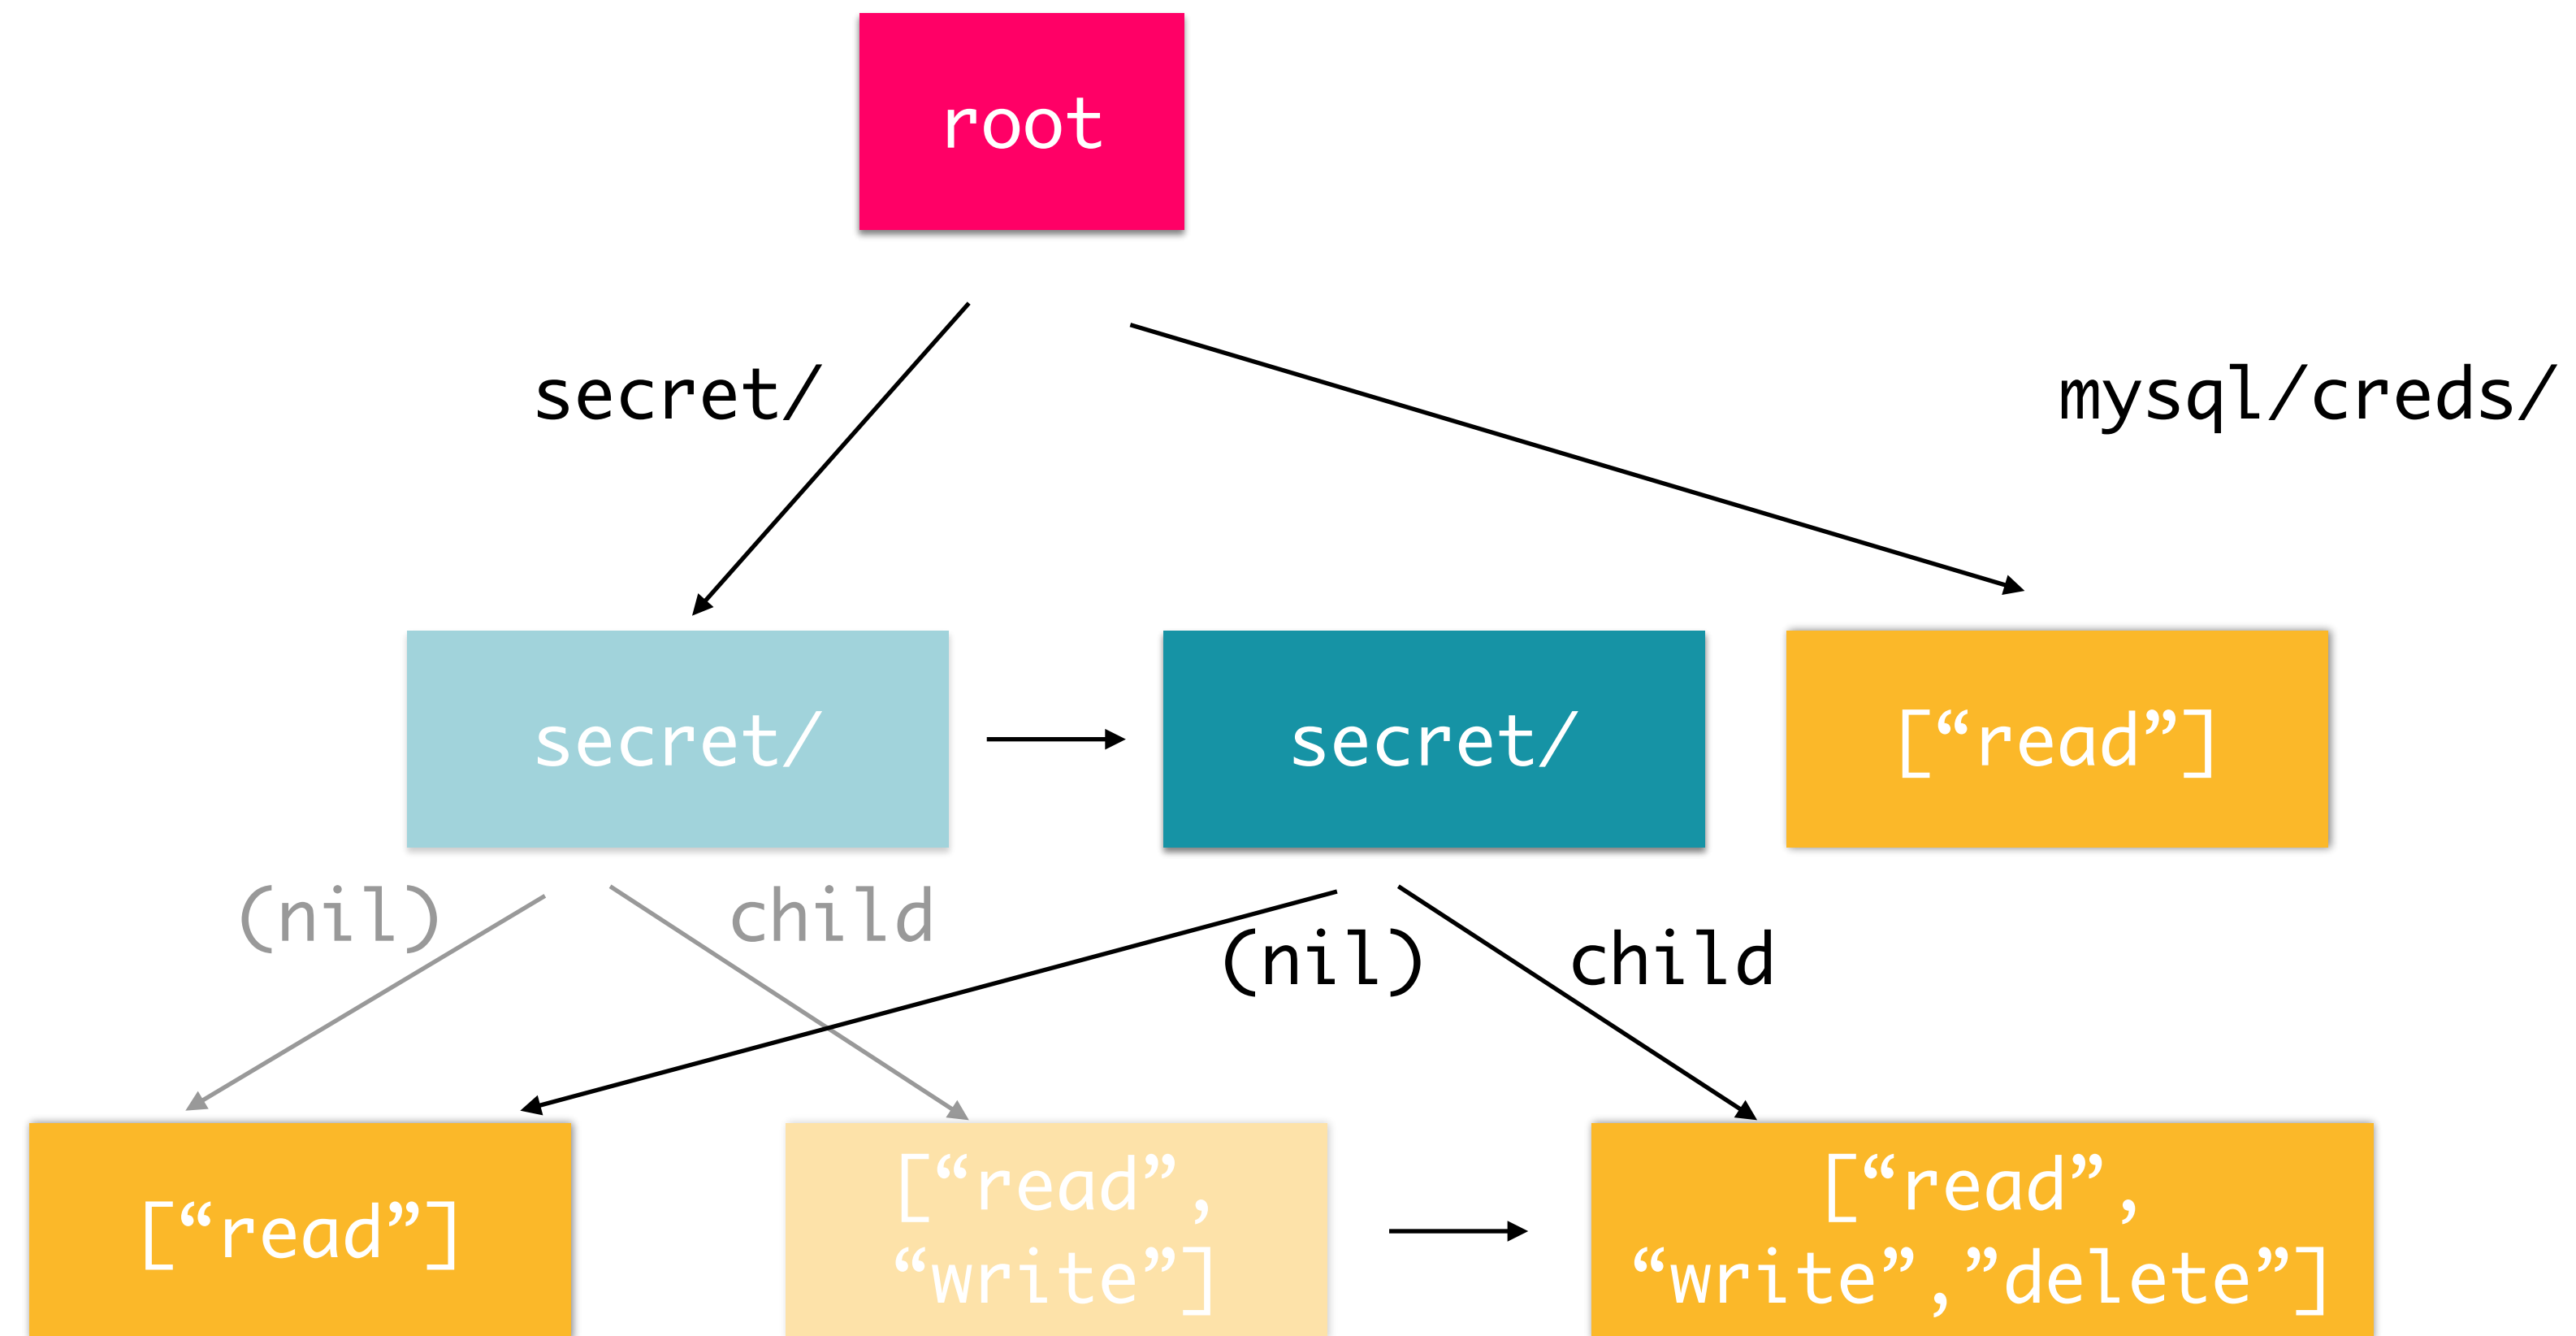 root
secret/
mysql/creds/
secret/
secret/
[“read”]
(nil)
child
(nil)
child
[“read”]
[“read”,
“write”]
[“read”,
“write”,”delete”]